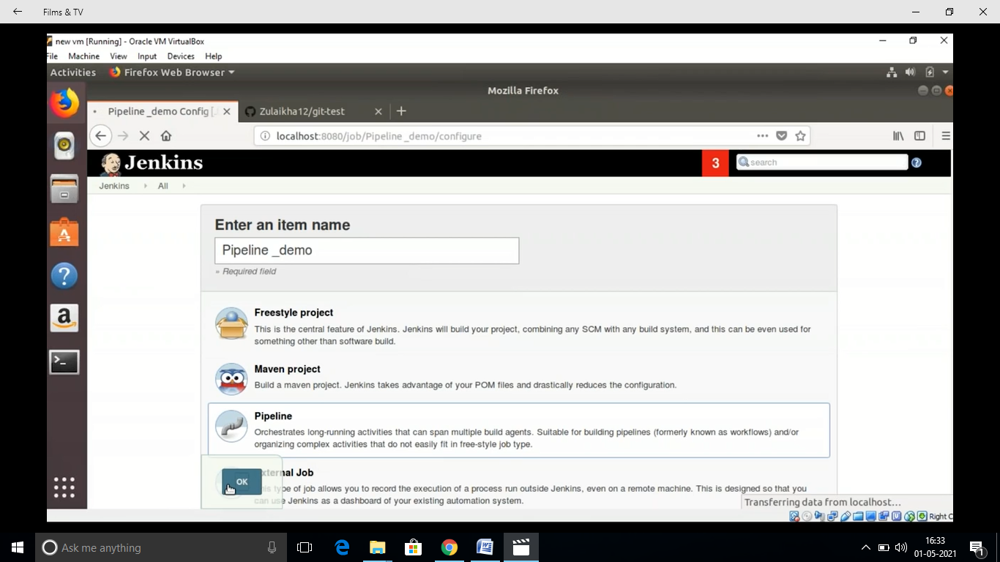 Films & TV
new vm [Running] - Oracle VM VirtualBox
File Machine View Input Devices Help
Activities Firefox Web Browser
Mozilla Firefox
Pipeline _demo Config [J Zulaikha12/git-test
localhost:8080/job/Pipeline _demo/configure
Jenkins 3 search
Jenkins All
Enter an item name
Pipeline _demo
» Required field
Freestyle project
This is the central feature of Jenkins. Jenkins will build your project, combining any SCM with any build system, and this can be even used for
something other than software build.
Maven project
Build a maven project. Jenkins takes advantage of your POM files and drastically reduces the configuration.
Pipeline
Orchestrates long-running activities that can span multiple build agents. Suitable for building pipelines (formerly known as workflows) and/or
organizing complex activities that do not easily fit in free-style job type.
External Job
OK
This type of job allows you to record the execution of a process run outside Jenkins, even on a remote machine. This is designed so that you
can use Jenkins as a dashboard of your existing automation system.
Transferring data from localhost...
Right C
Ask me anything
16:33
01-05-2021
1